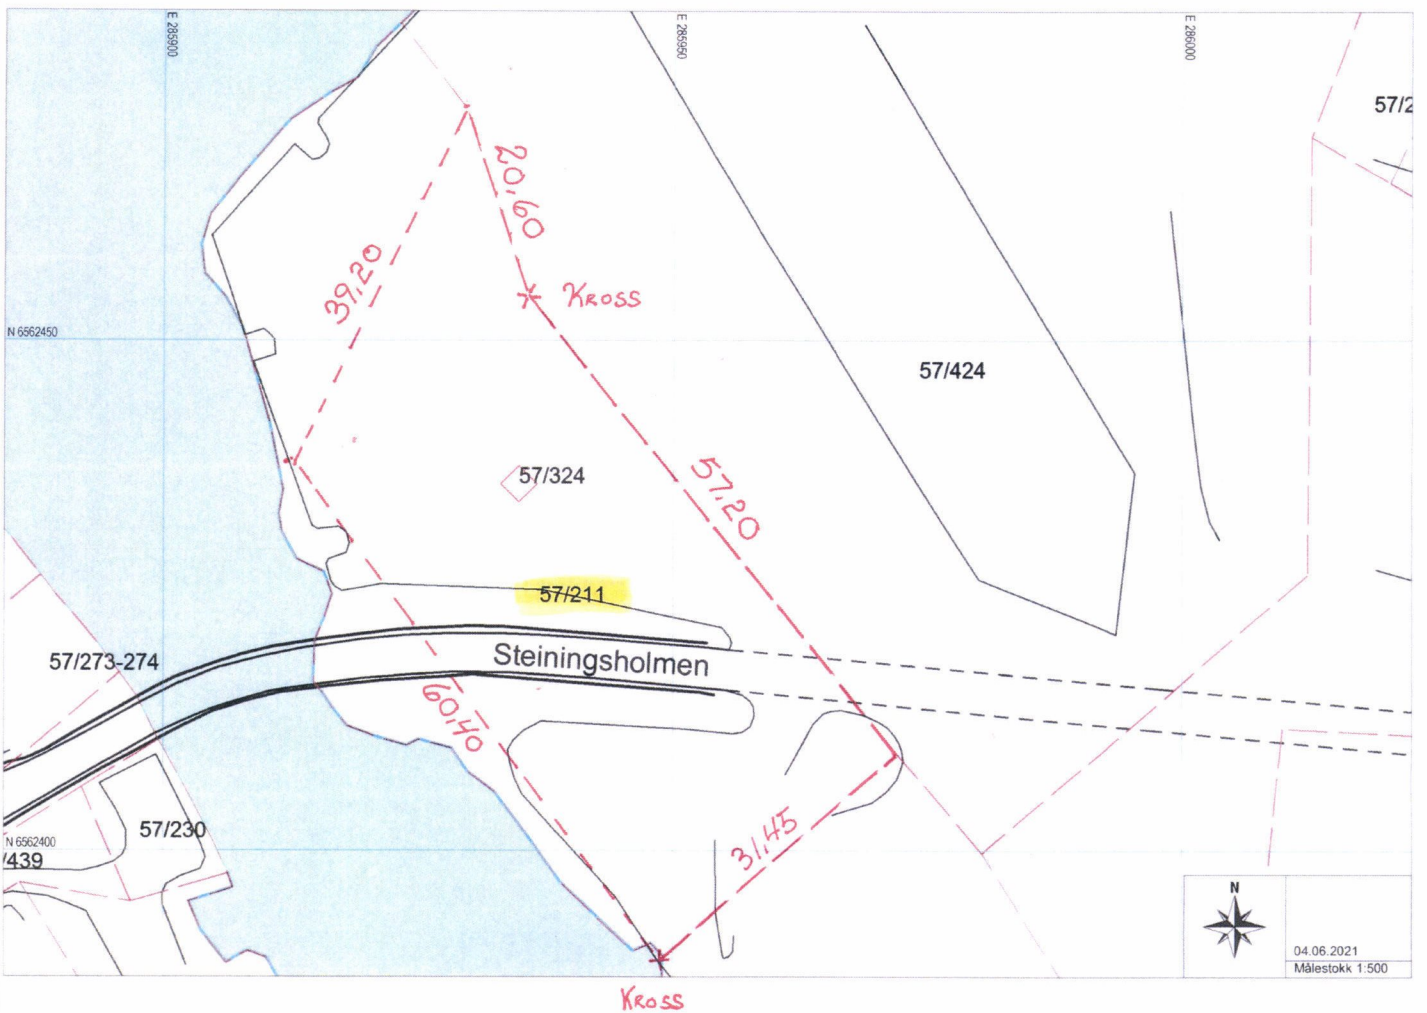 E 285900
E 285950
E 286000
57/2
20,60
39,20
KROSS
N 6562450
57/424
57/324
57,20
57/211
Steiningsholmen
57/273-274
60,40
57/230
31,45
N 6562400
/439
N
04.06.2021
Målestokk 1:500
KROSS